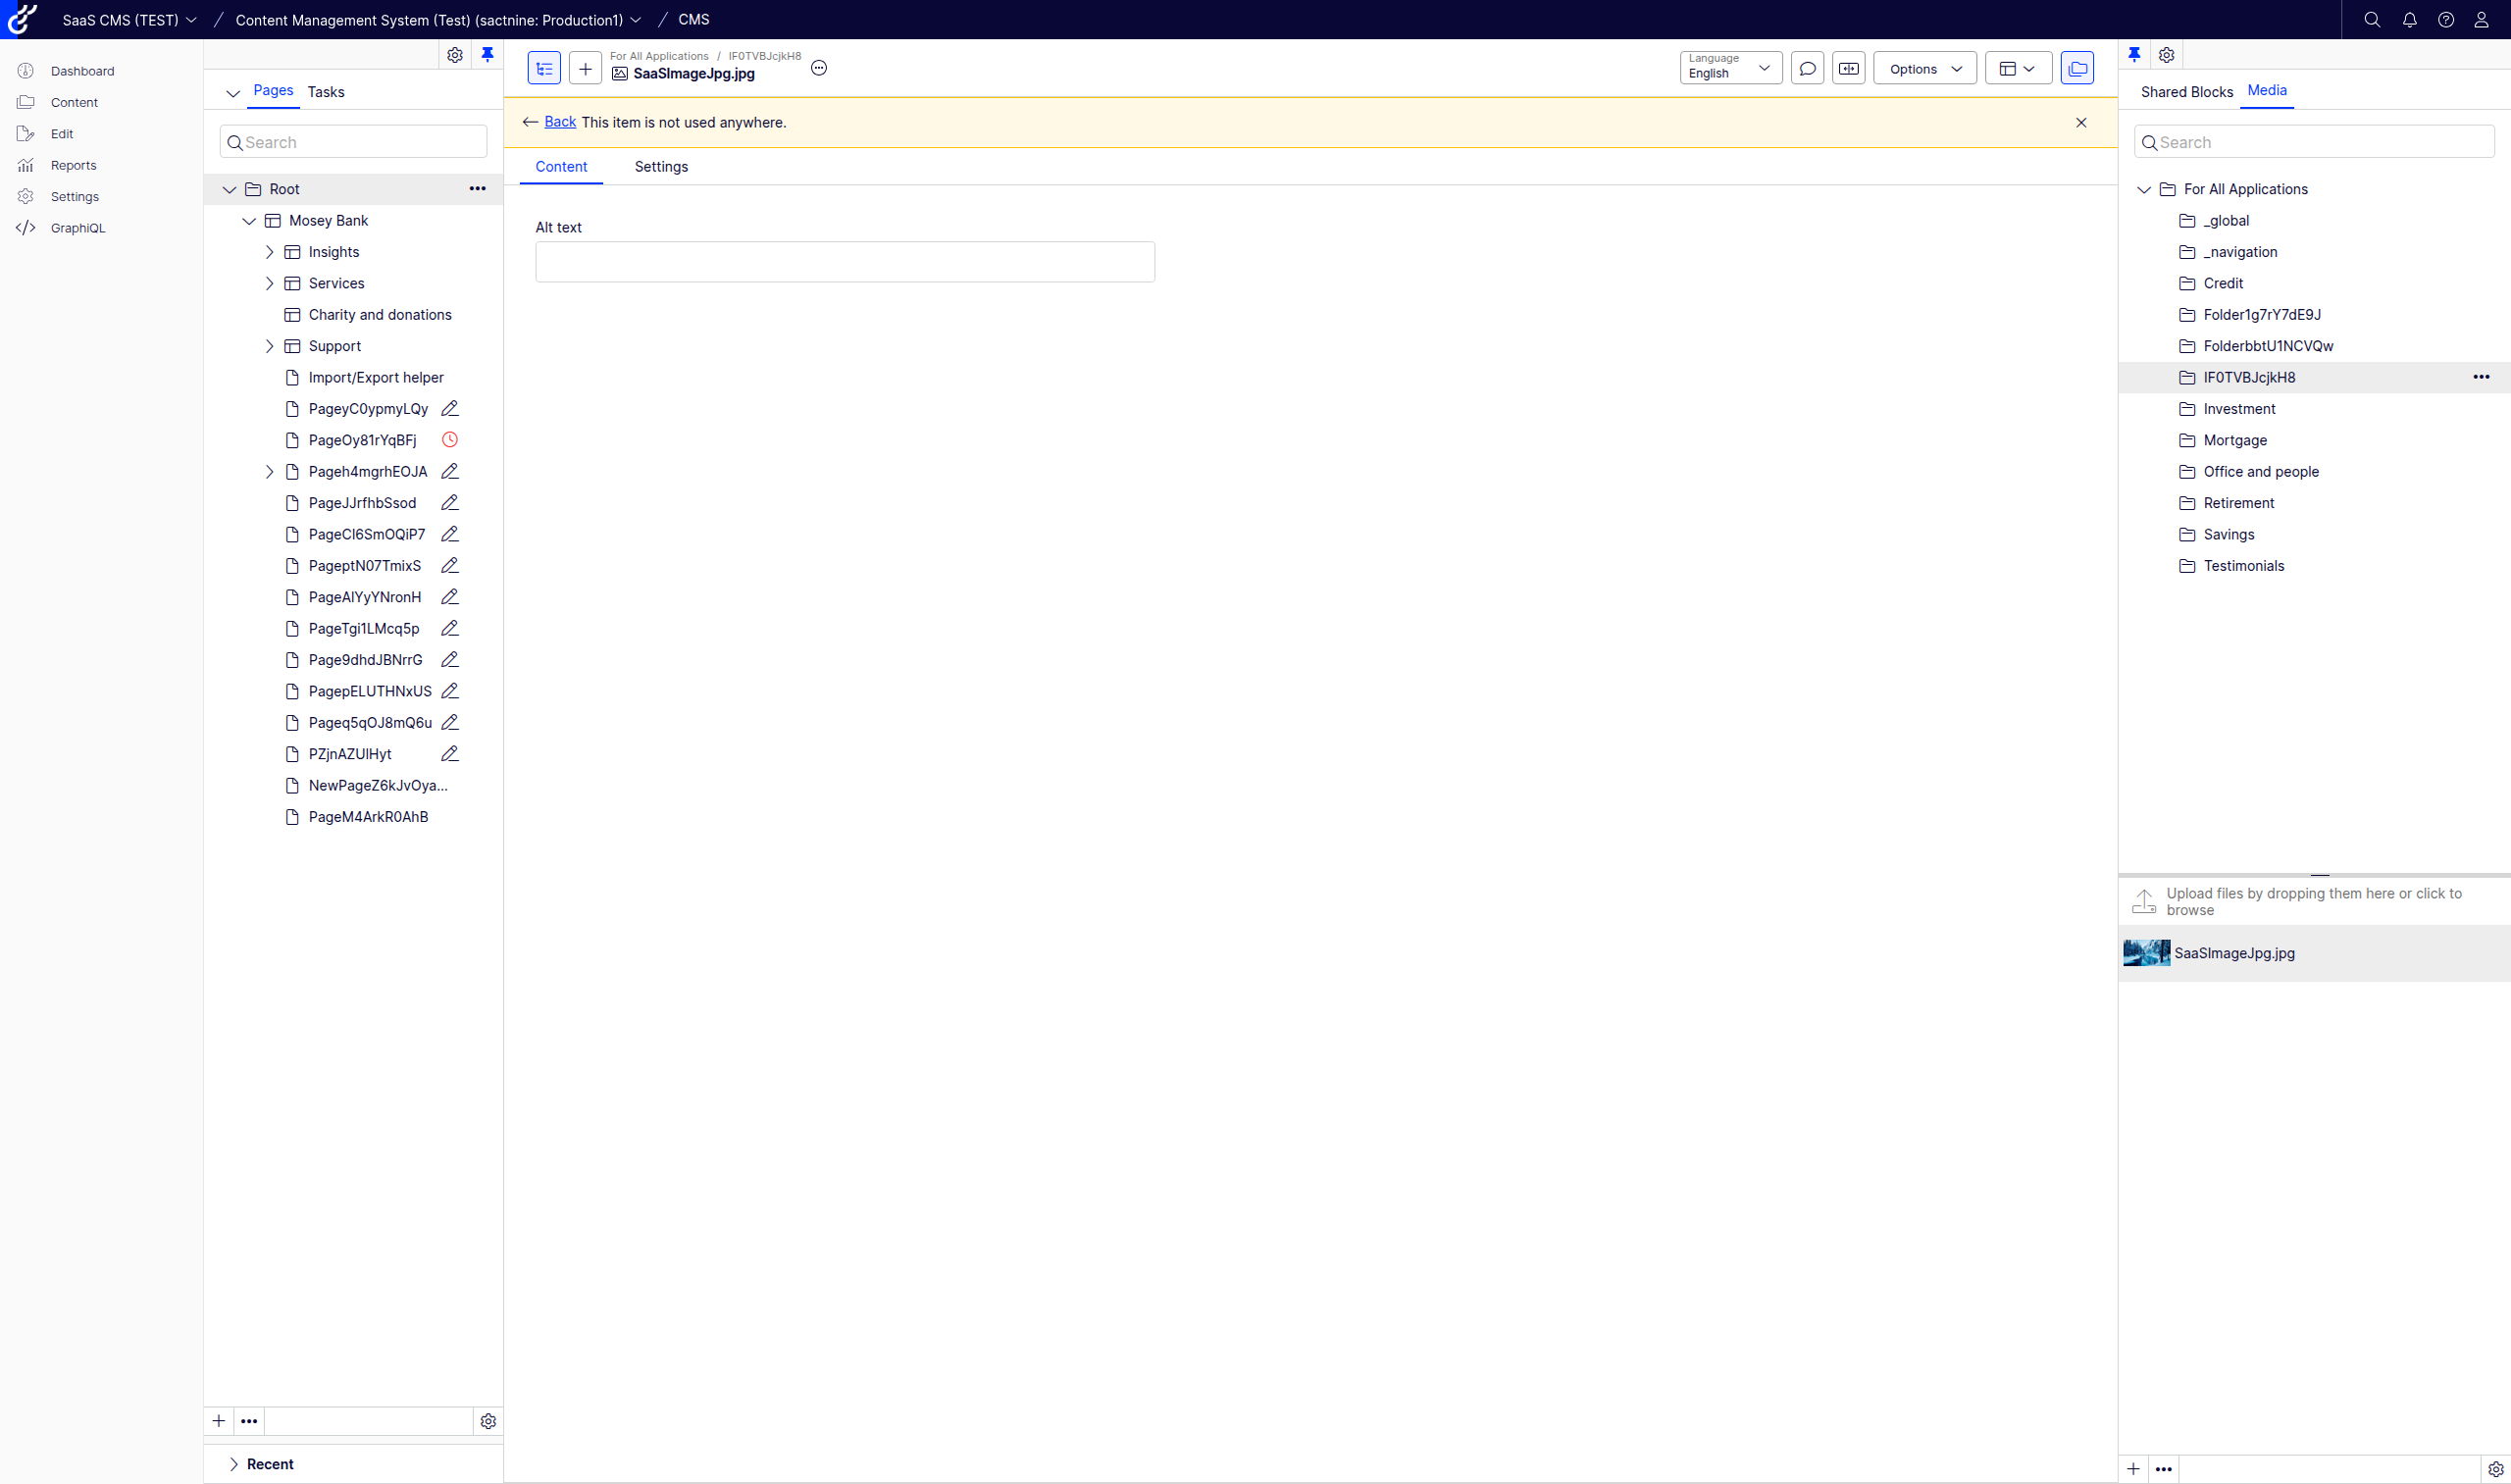 SaaS CMS (TEST) / Content Management System (Test) (sactnine: Production1) / CMS
Dashboard
Content
Edit
Reports
Settings
GraphiQL
Pages Tasks
Search
Root
Mosey Bank
Insights
Services
Charity and donations
Support
Import/Export helper
PageyC0ypmyLQy
PageOy81rYqBFj
Pageh4mgrhEOJA
PageJJrfhbSsod
PageCl6SmOQiP7
PageptN07TmixS
PageAlYyYNronH
PageTgi1LMcq5p
Page9dhdJBNrrG
PagepELUTHNxUS
Pageq5qOJ8mQ6u
PZjnAZUlHyt
NewPageZ6kJvOya...
PageM4ArkR0AhB
Recent
For All Applications / IF0TVBJcjkH8
SaaSImageJpg.jpg
Language
English
Options
Back This item is not used anywhere.
Content Settings
Alt text
Shared Blocks Media
Search
For All Applications
_global
_navigation
Credit
Folder1g7rY7dE9J
FolderbbtU1NCVQw
IF0TVBJcjkH8
Investment
Mortgage
Office and people
Retirement
Savings
Testimonials
Upload files by dropping them here or click to
browse
SaaSImageJpg.jpg